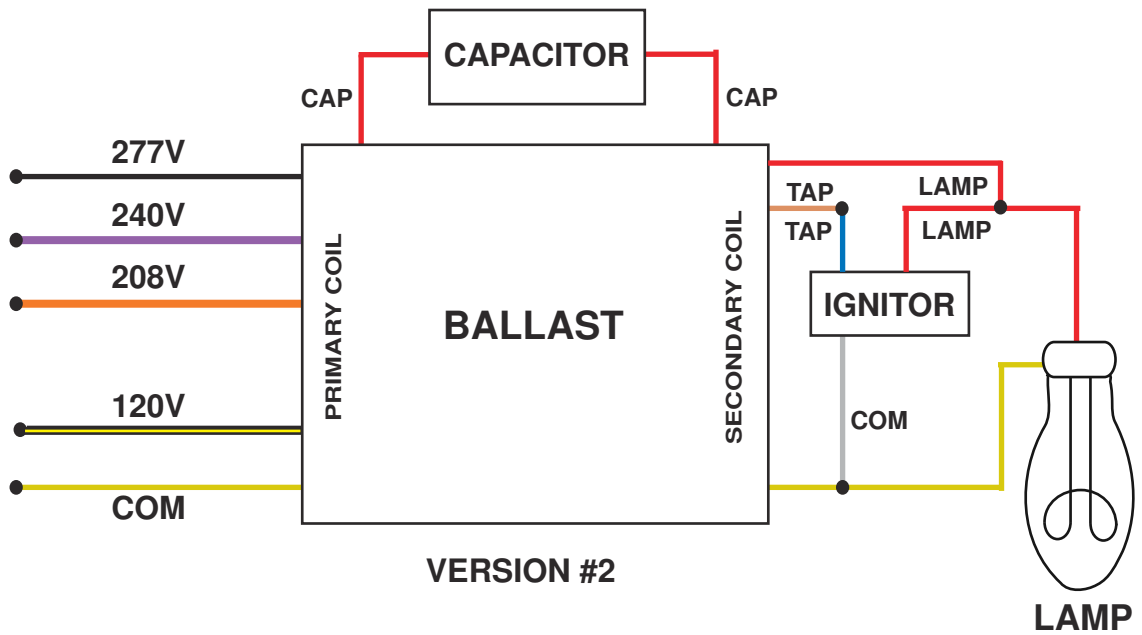 CAPACITOR
CAP
CAP
277V
240V
208V
120V
COM
PRIMARY COIL
BALLAST
SECONDARY COIL
TAP
TAP
LAMP
LAMP
IGNITOR
COM
VERSION #2
LAMP